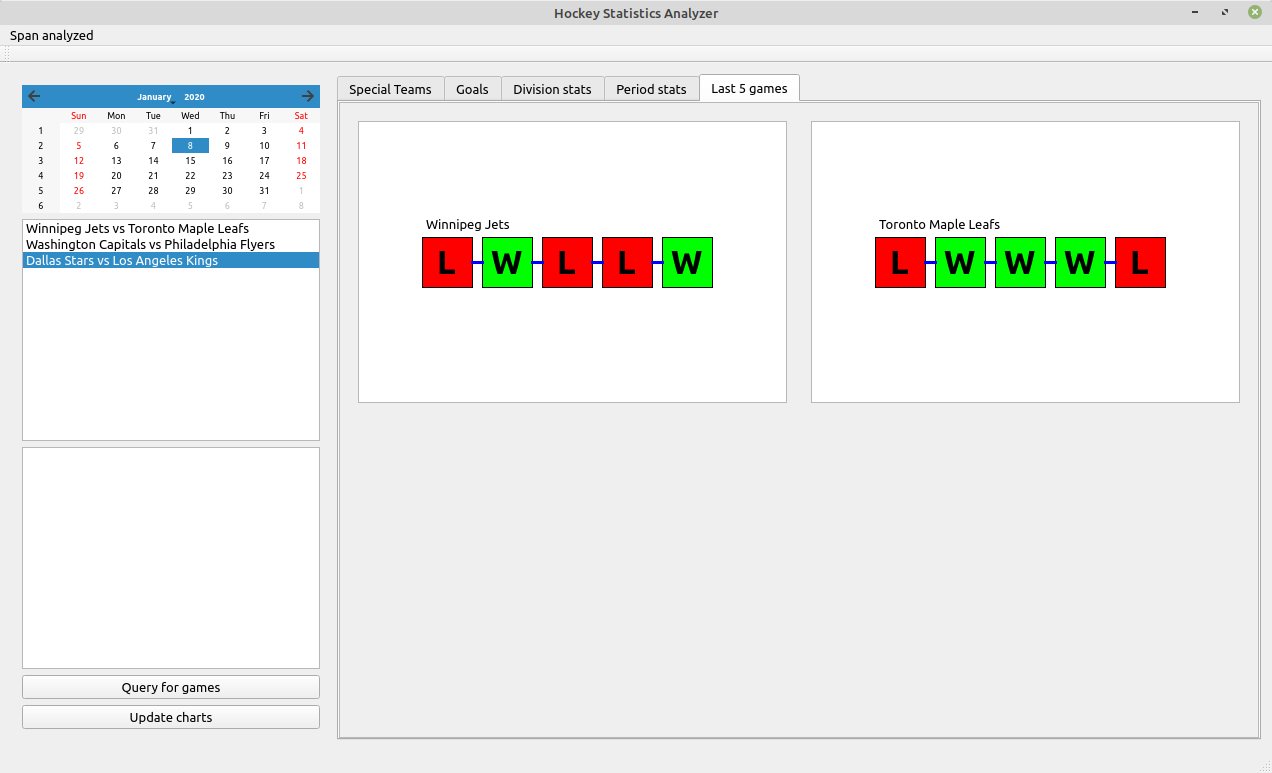 Hockey Statistics Analyzer
Span analyzed
January 2020
Sun Mon Tue Wed Thu Fri Sat
1 29 30 31 1 2 3 4
2 5 6 7 8 9 10 11
3 12 13 14 15 16 17 18
4 19 20 21 22 23 24 25
5 26 27 28 29 30 31 1
6 2 3 4 5 6 7 8
Winnipeg Jets vs Toronto Maple Leafs
Washington Capitals vs Philadelphia Flyers
Dallas Stars vs Los Angeles Kings
Query for games
Update charts
Special Teams Goals Division stats Period stats Last 5 games
Winnipeg Jets
L W L L W
Toronto Maple Leafs
L W W W L